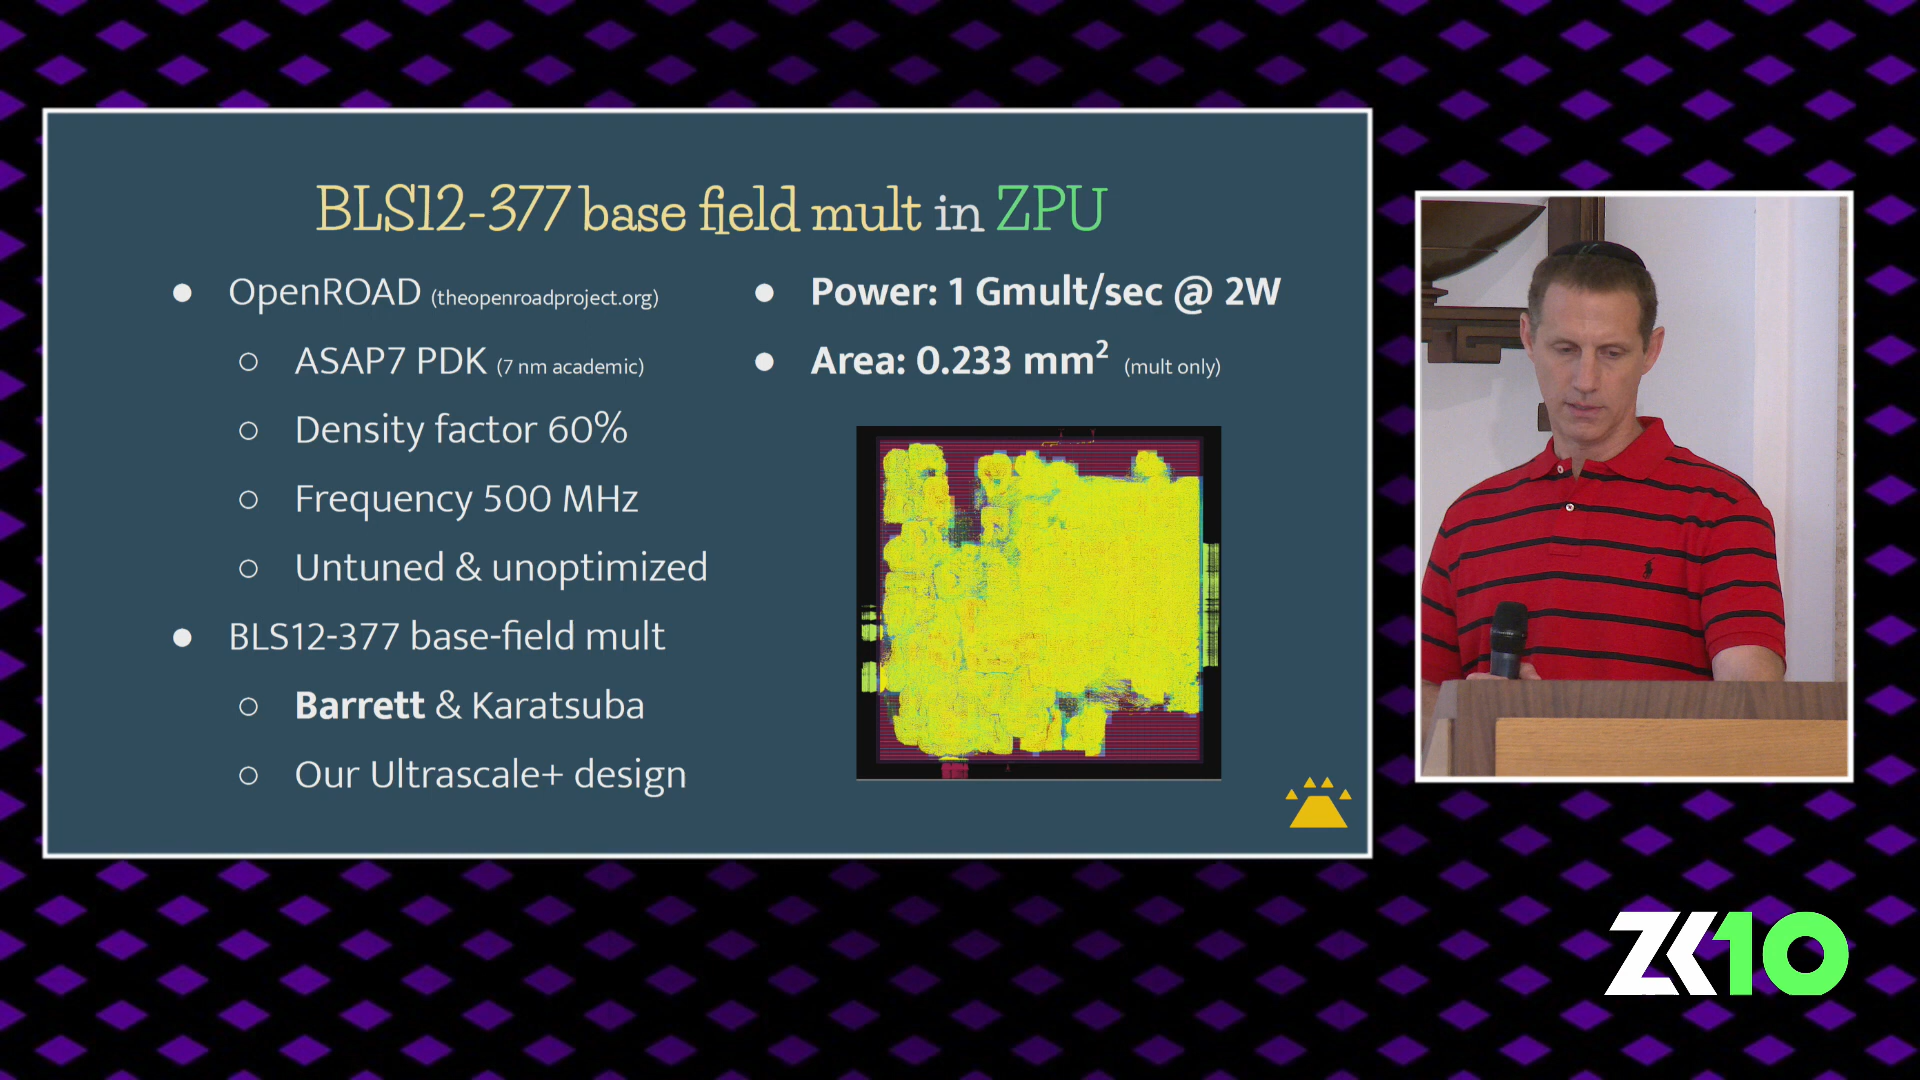 BLS12-377 base field mult in ZPU
● OpenROAD (theopenroadproject.org)
○ ASAP7 PDK (7 nm academic)
○ Density factor 60%
○ Frequency 500 MHz
○ Untuned & unoptimized
● BLS12-377 base-field mult
○ Barrett & Karatsuba
○ Our Ultrascale+ design
● Power: 1 Gmult/sec @ 2W
● Area: 0.233 mm² (mult only)
ZK10